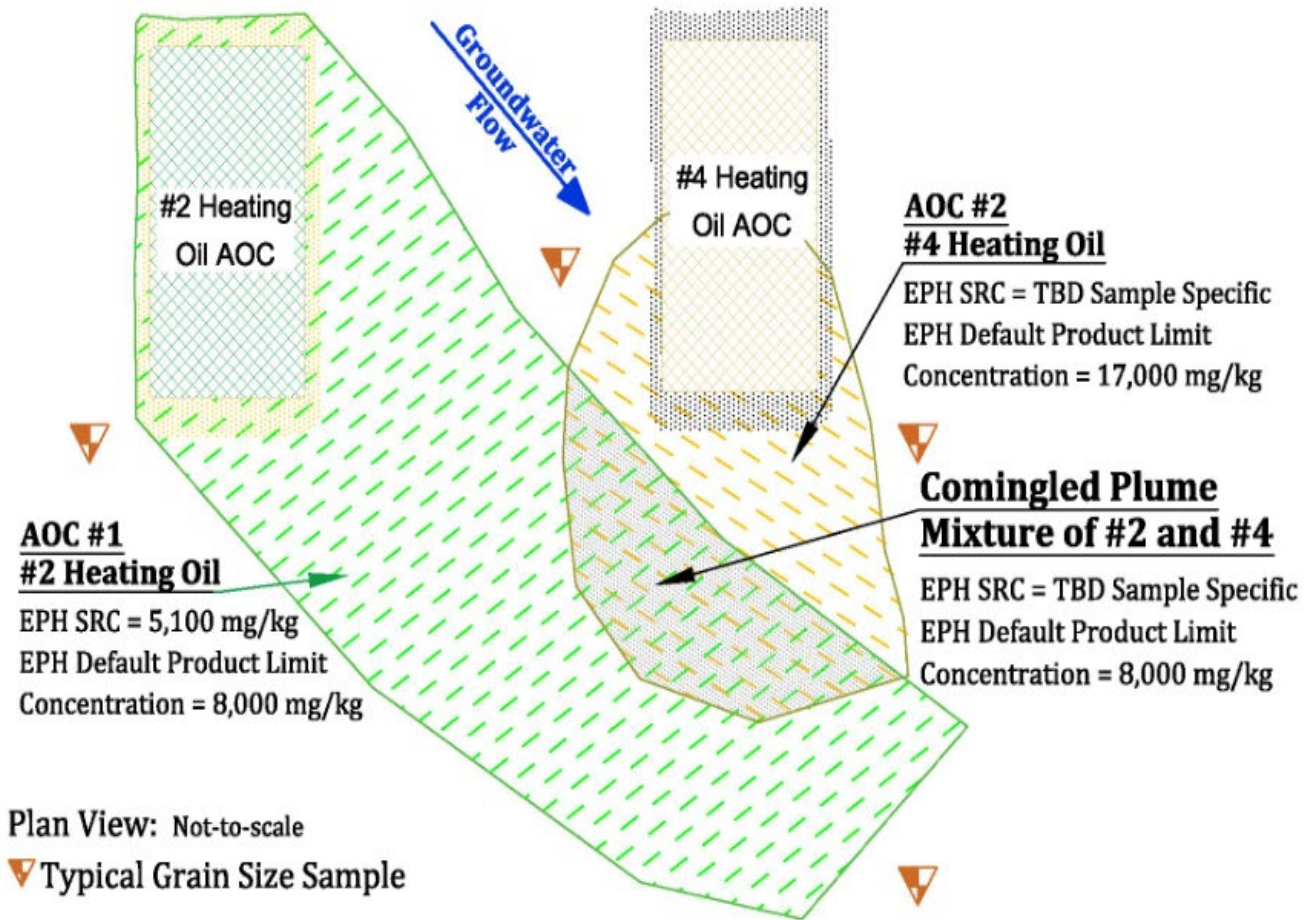 Groundwater
Flow
#2 Heating
Oil AOC
#4 Heating
Oil AOC
AOC #2
#4 Heating Oil
EPH SRC = TBD Sample Specific
EPH Default Product Limit
Concentration = 17,000 mg/kg
Comingled Plume
Mixture of #2 and #4
EPH SRC = TBD Sample Specific
EPH Default Product Limit
Concentration = 8,000 mg/kg
AOC #1
#2 Heating Oil
EPH SRC = 5,100 mg/kg
EPH Default Product Limit
Concentration = 8,000 mg/kg
Plan View: Not-to-scale
Typical Grain Size Sample